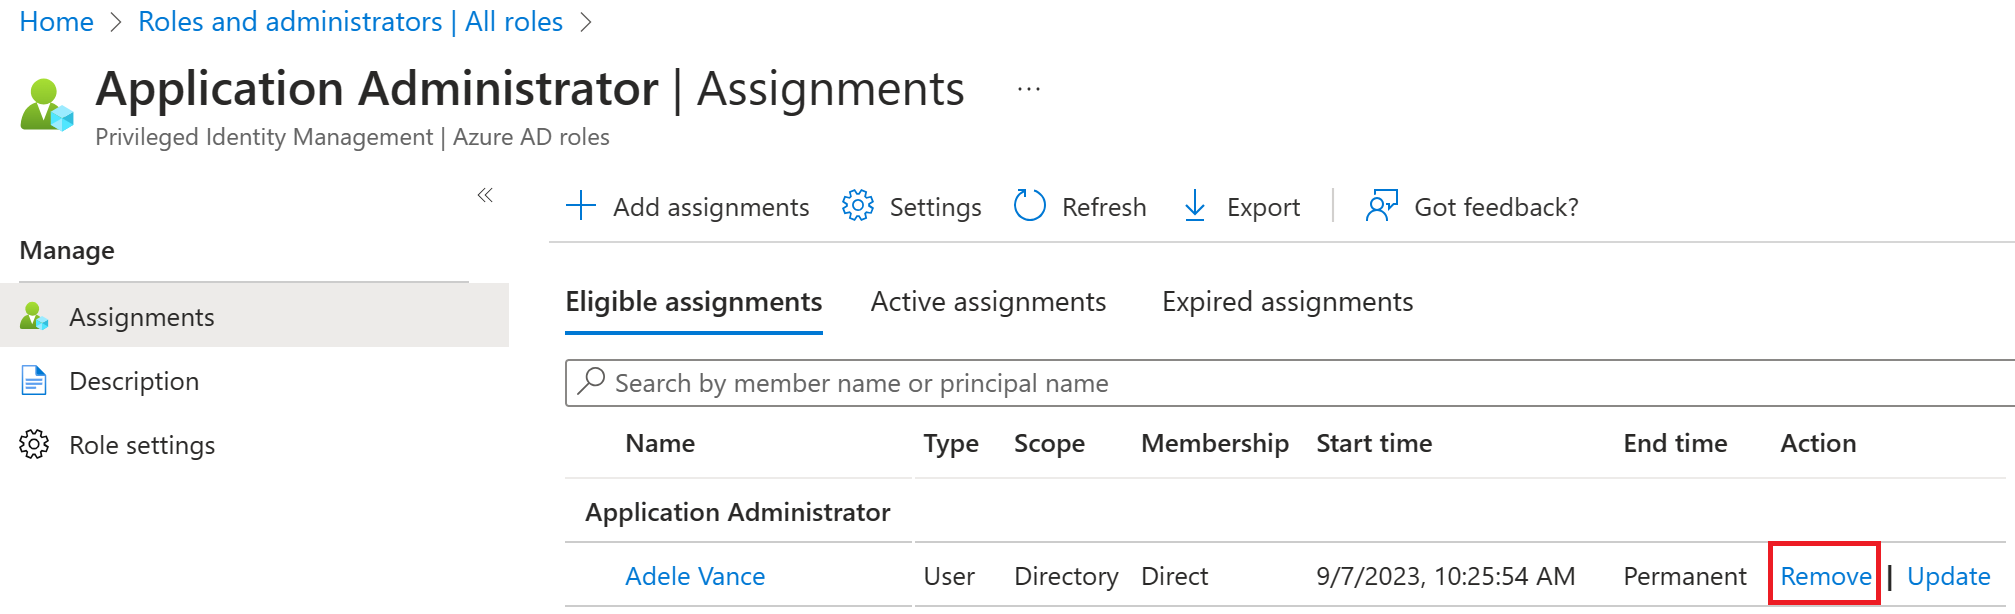 Home > Roles and administrators | All roles >
Application Administrator | Assignments ...
Privileged Identity Management | Azure AD roles
«
Manage
Assignments
Description
Role settings
Add assignments Settings Refresh Export Got feedback?
Eligible assignments Active assignments Expired assignments
Search by member name or principal name
Name Type Scope Membership Start time End time Action
Application Administrator
Adele Vance User Directory Direct 9/7/2023, 10:25:54 AM Permanent Remove | Update